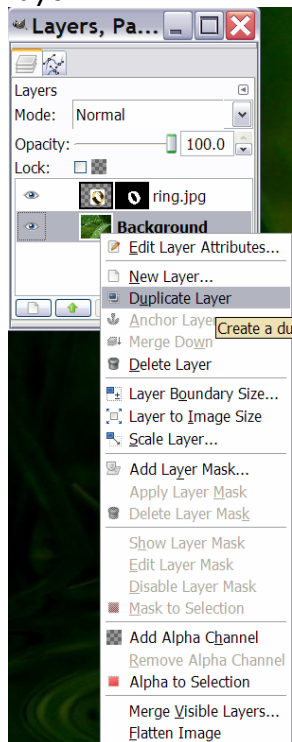 Layers, Pa...
Layers
Mode: Normal
Opacity: 100.0
Lock:
ring.jpg
Background
Edit Layer Attributes...
New Layer...
Duplicate Layer
Anchor Layer
Create a du
Merge Down
Delete Layer
Layer Boundary Size...
Layer to Image Size
Scale Layer...
Add Layer Mask...
Apply Layer Mask
Delete Layer Mask
Show Layer Mask
Edit Layer Mask
Disable Layer Mask
Mask to Selection
Add Alpha Channel
Remove Alpha Channel
Alpha to Selection
Merge Visible Layers...
Flatten Image